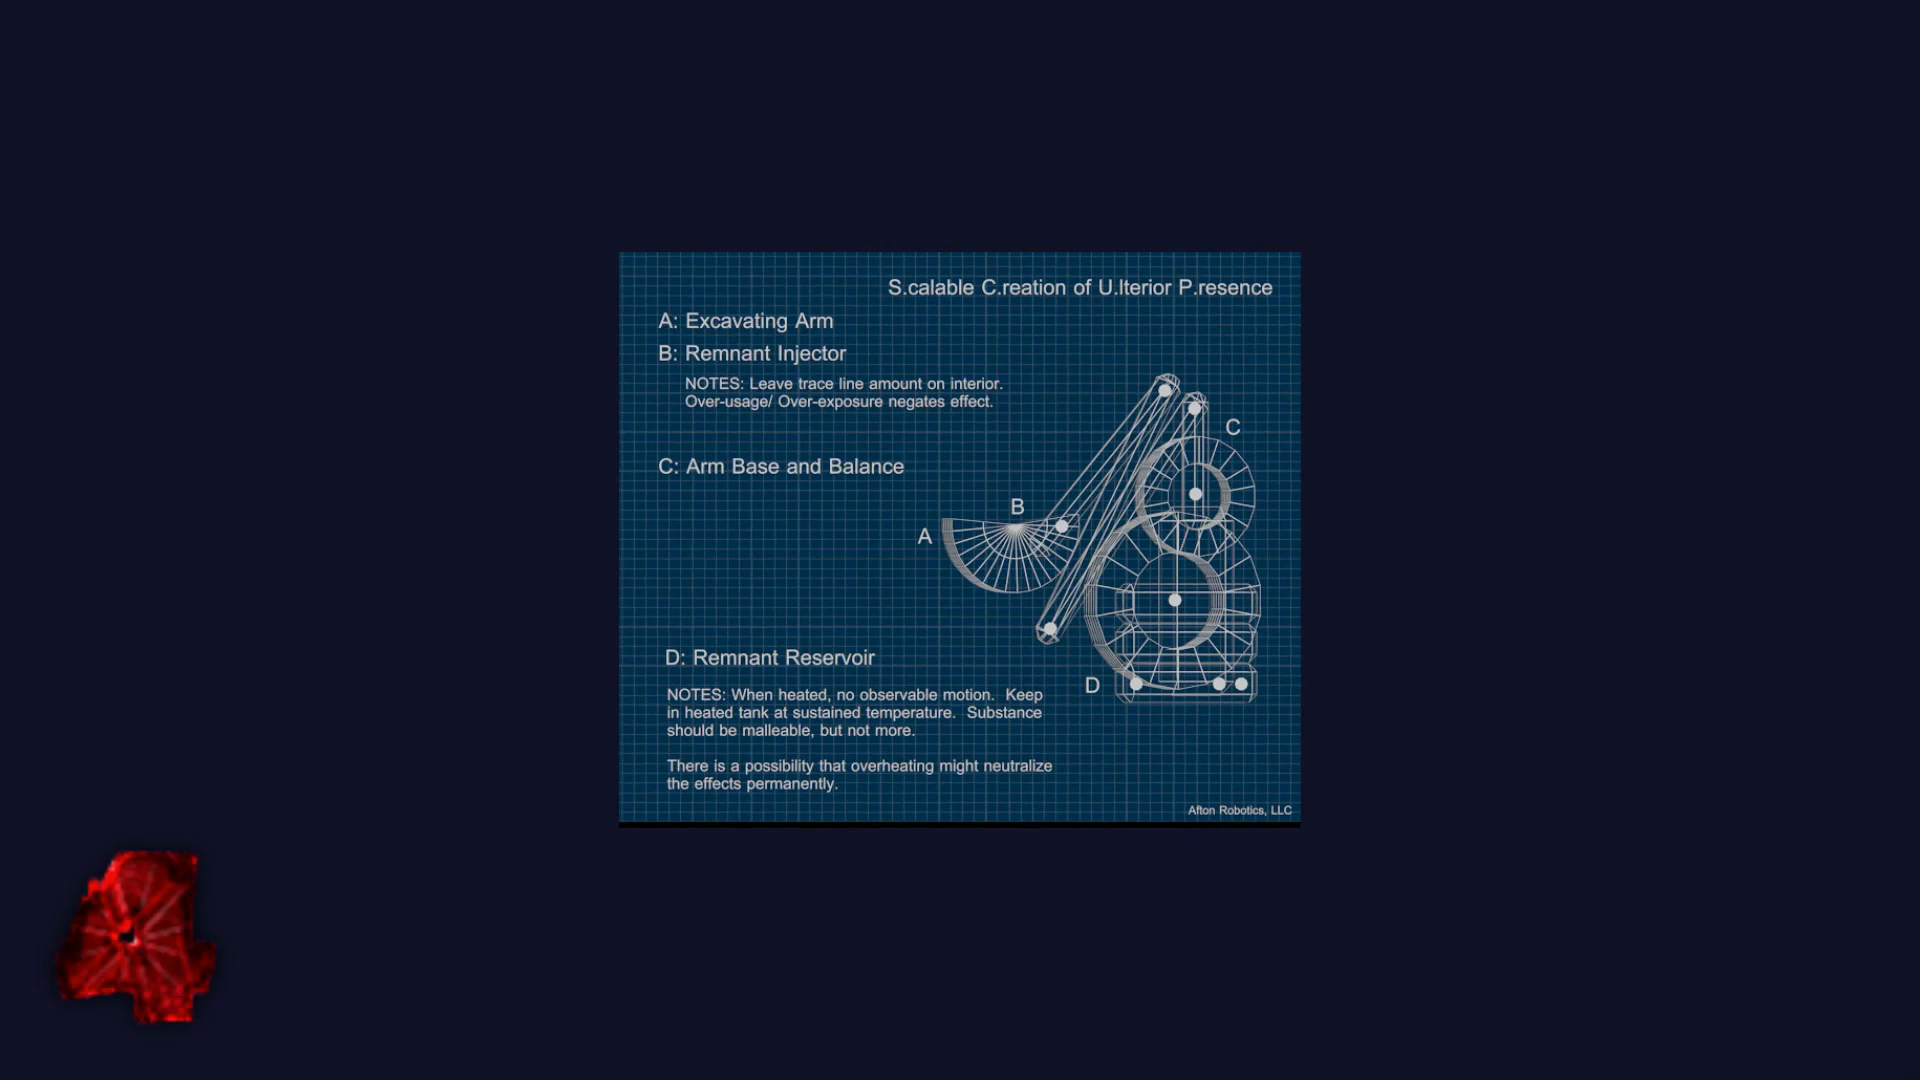 S.calable C.reation of U.lterior P.resence
A: Excavating Arm
B: Remnant Injector
NOTES: Leave trace line amount on interior.
Over-usage/ Over-exposure negates effect.
C
C: Arm Base and Balance
B
A
D: Remnant Reservoir
D
NOTES: When heated, no observable motion.  Keep
in heated tank at sustained temperature.  Substance
should be malleable, but not more.
There is a possibility that overheating might neutralize
the effects permanently.
Afton Robotics, LLC
4